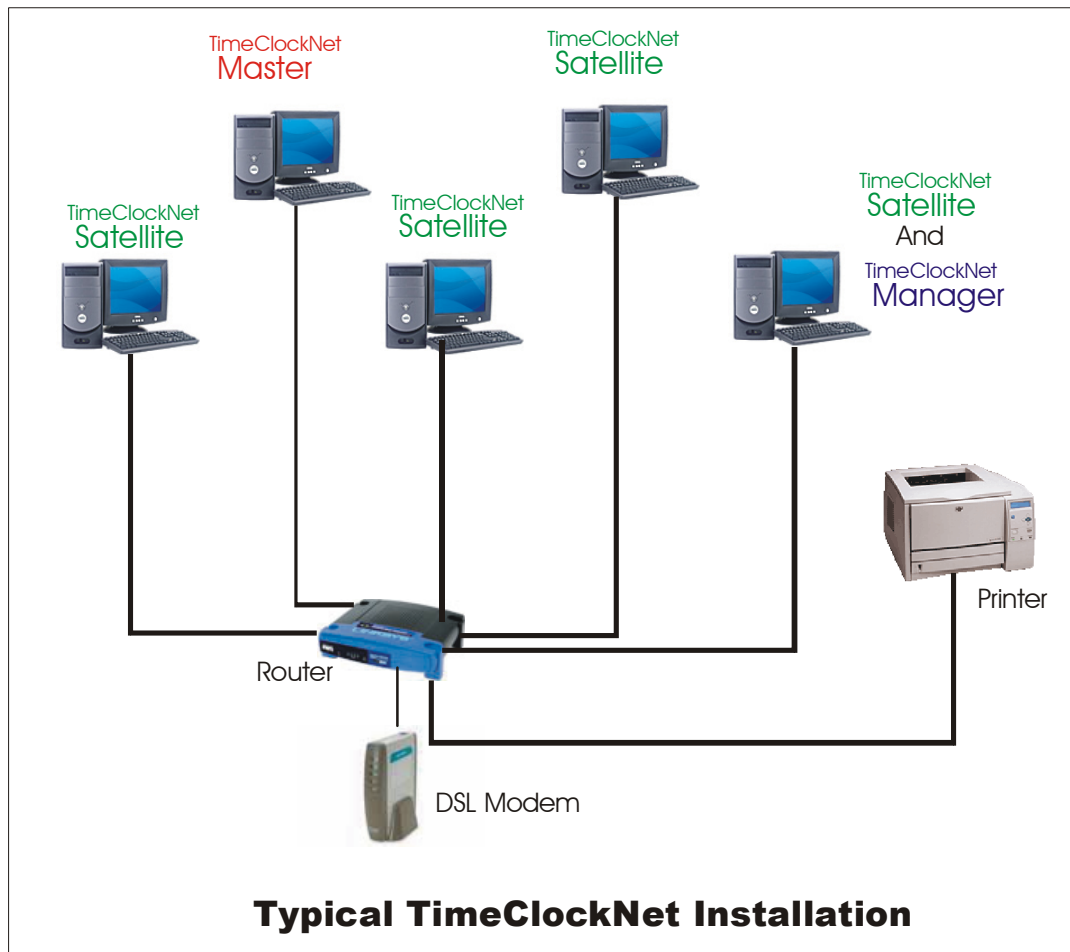 TimeClockNet
Master
TimeClockNet
Satellite
TimeClockNet
Satellite
TimeClockNet
Satellite
TimeClockNet
Satellite
And
TimeClockNet
Manager
Printer
Router
DSL Modem
Typical TimeClockNet Installation